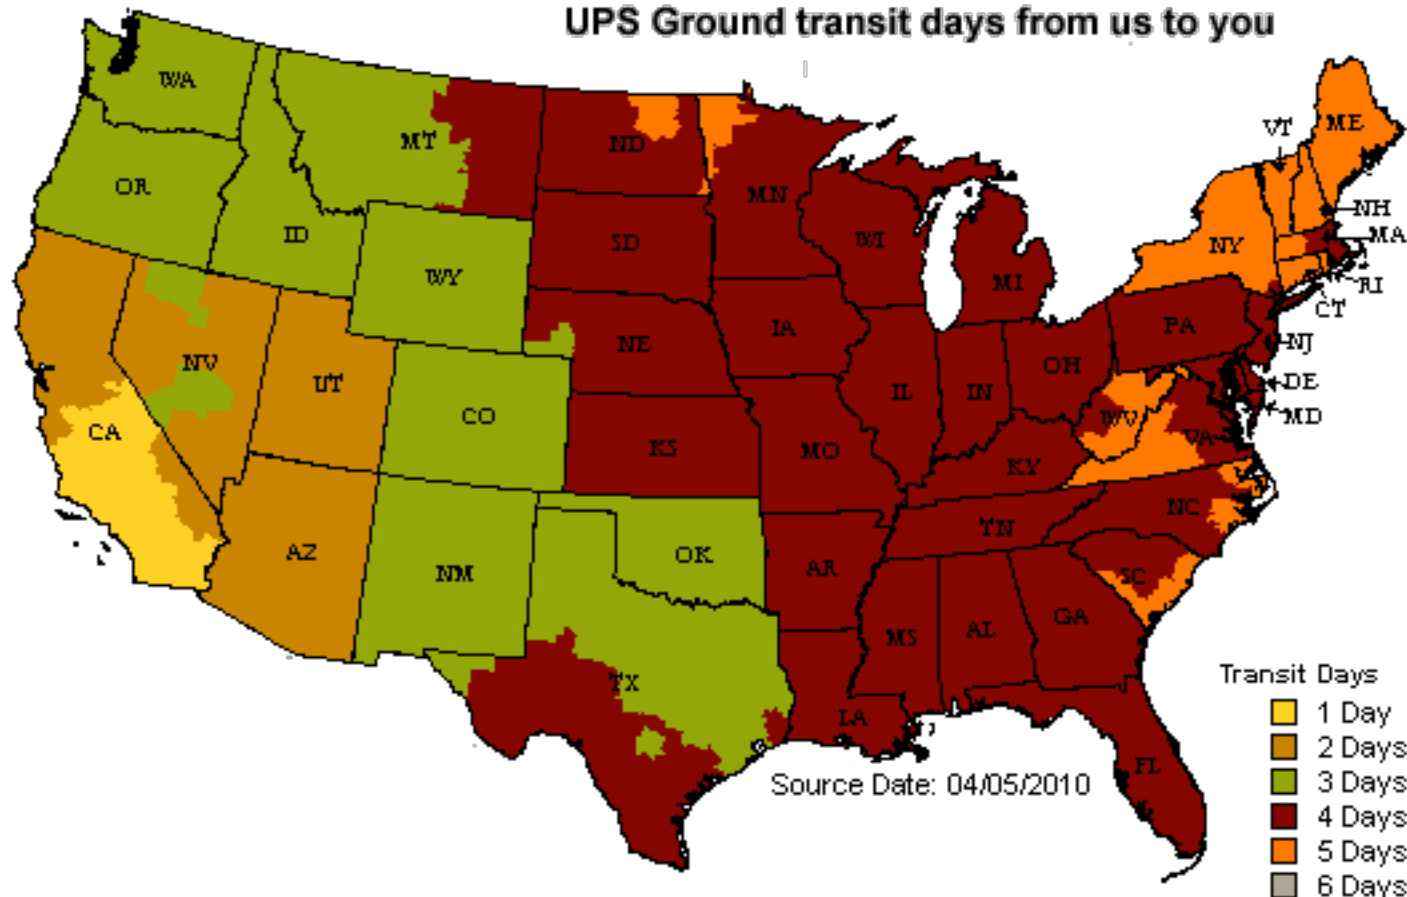 UPS Ground transit days from us to you
WA
MT
ND
VT
ME
OR
MN
NH
ID
SD
WI
NY
MA
WY
MI
RI
CT
NV
UT
NE
IA
PA
NJ
CO
IL
IN
OH
DE
CA
KS
MO
WV
VA
MD
KY
AZ
NM
OK
AR
TN
NC
SC
TX
MS
AL
GA
LA
FL
Source Date: 04/05/2010
Transit Days
1 Day
2 Days
3 Days
4 Days
5 Days
6 Days